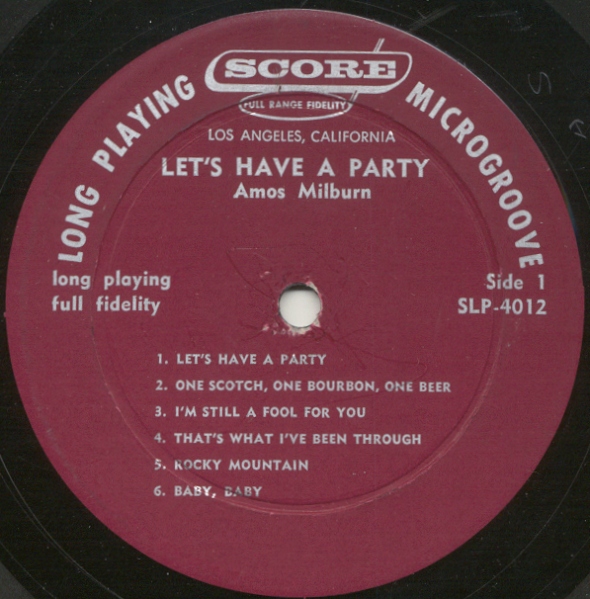 LONG PLAYING
SCORE
MICROGROOVE
FULL RANGE FIDELITY
LOS ANGELES, CALIFORNIA
LET'S HAVE A PARTY
Amos Milburn
long playing
full fidelity
Side 1
SLP-4012
1. LET'S HAVE A PARTY
2. ONE SCOTCH, ONE BOURBON, ONE BEER
3. I'M STILL A FOOL FOR YOU
4. THAT'S WHAT I'VE BEEN THROUGH
5. ROCKY MOUNTAIN
6. BABY, BABY